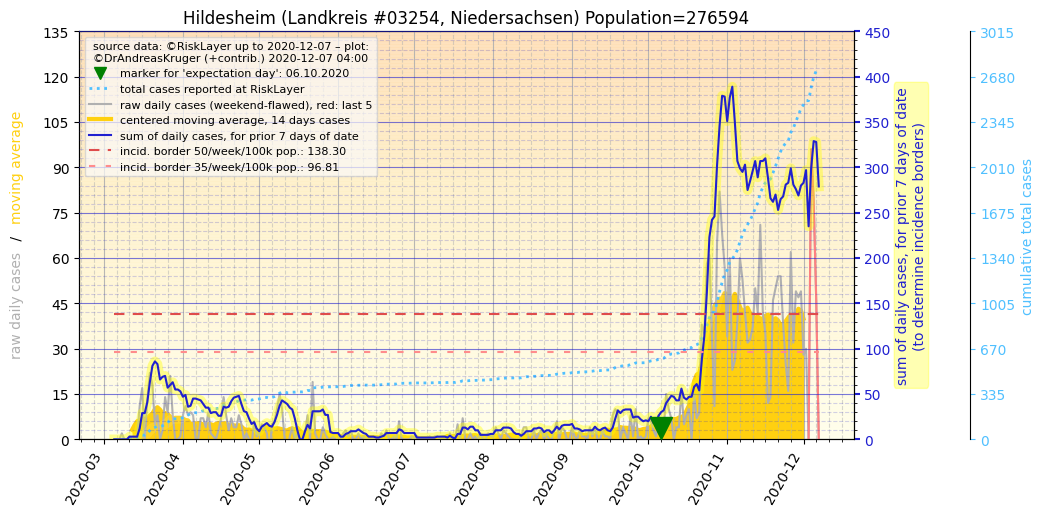 Hildesheim (Landkreis #03254, Niedersachsen) Population=276594
source data: ©RiskLayer up to 2020-12-07 – plot:
©DrAndreasKruger (+contrib.) 2020-12-07 04:00
marker for 'expectation day': 06.10.2020
total cases reported at RiskLayer
raw daily cases (weekend-flawed), red: last 5
centered moving average, 14 days cases
sum of daily cases, for prior 7 days of date
incid. border 50/week/100k pop.: 138.30
incid. border 35/week/100k pop.: 96.81
raw daily cases / moving average
135
120
105
90
75
60
45
30
15
0
450
400
350
300
250
200
150
100
50
0
sum of daily cases, for prior 7 days of date
(to determine incidence borders)
3015
2680
2345
2010
1675
1340
1005
670
335
0
cumulative total cases
2020-03
2020-04
2020-05
2020-06
2020-07
2020-08
2020-09
2020-10
2020-11
2020-12